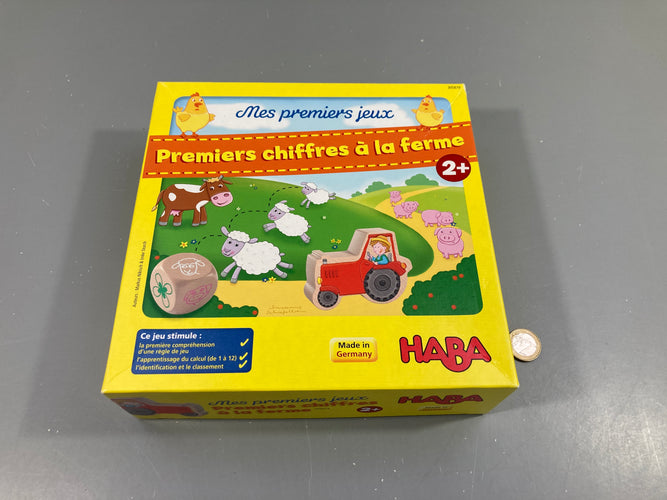 Mes premiers jeux
Premiers chiffres à la ferme
2+
Ce jeu stimule :
la première compréhension
d'une règle de jeu
l'apprentissage du calcul (de 1 à 12)
l'identification et le classement
Made in
Germany
HABA
Mes premiers jeux
Premiers chiffres
à la ferme
2+
HABA